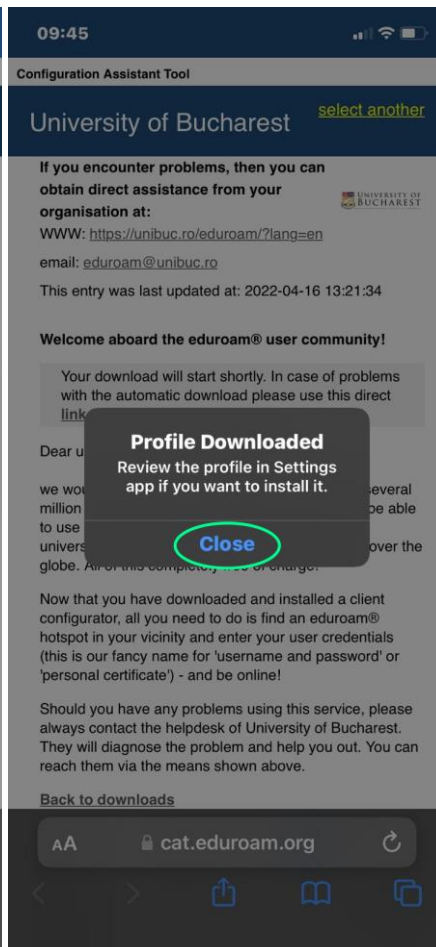 09:45
Configuration Assistant Tool
University of Bucharest
select another
If you encounter problems, then you can
obtain direct assistance from your
organisation at:
UNIVERSITY OF
BUCHAREST
WWW: https://unibuc.ro/eduroam/?lang=en
email: eduroam@unibuc.ro
This entry was last updated at: 2022-04-16 13:21:34
Welcome aboard the eduroam® user community!
Your download will start shortly. In case of problems
with the automatic download please use this direct
link
Profile Downloaded
Review the profile in Settings
app if you want to install it.
Close
Dear u
we wou
several
million
be able
to use
univers
over the
globe. All of this completely free of charge!
Now that you have downloaded and installed a client
configurator, all you need to do is find an eduroam®
hotspot in your vicinity and enter your user credentials
(this is our fancy name for 'username and password' or
'personal certificate') - and be online!
Should you have any problems using this service, please
always contact the helpdesk of University of Bucharest.
They will diagnose the problem and help you out. You can
reach them via the means shown above.
Back to downloads
AA
cat.eduroam.org